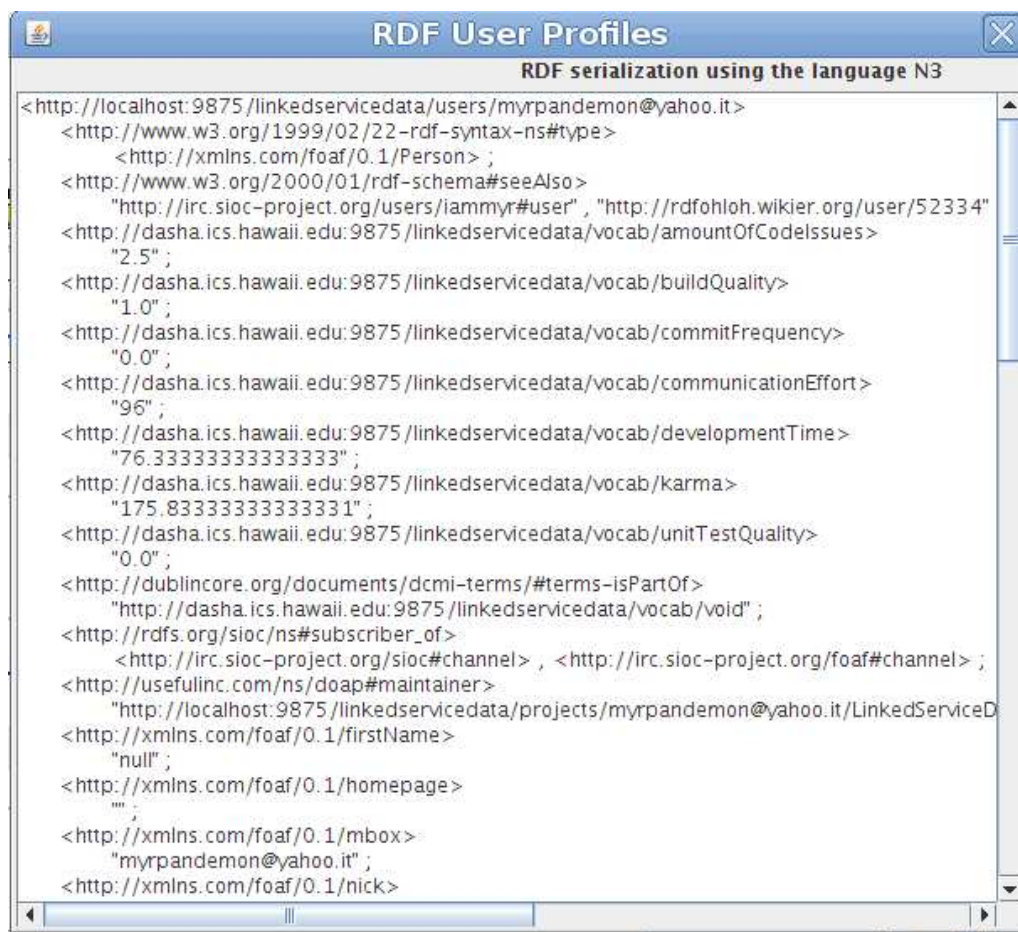 RDF User Profiles
RDF serialization using the language N3
<http://localhost:9875/linkedservicedata/users/myrpandemon@yahoo.it>
<http://www.w3.org/1999/02/22-rdf-syntax-ns#type>
<http://xmlns.com/foaf/0.1/Person> ;
<http://www.w3.org/2000/01/rdf-schema#seeAlso>
"http://irc.sioc-project.org/users/iammyr#user" , "http://rdfohloh.wikier.org/user/52334"
<http://dasha.ics.hawaii.edu:9875/linkedservicedata/vocab/amountOfCodeIssues>
"2.5" ;
<http://dasha.ics.hawaii.edu:9875/linkedservicedata/vocab/buildQuality>
"1.0" ;
<http://dasha.ics.hawaii.edu:9875/linkedservicedata/vocab/commitFrequency>
"0.0" ;
<http://dasha.ics.hawaii.edu:9875/linkedservicedata/vocab/communicationEffort>
"96" ;
<http://dasha.ics.hawaii.edu:9875/linkedservicedata/vocab/developmentTime>
"76.33333333333333" ;
<http://dasha.ics.hawaii.edu:9875/linkedservicedata/vocab/karma>
"175.83333333333331" ;
<http://dasha.ics.hawaii.edu:9875/linkedservicedata/vocab/unitTestQuality>
"0.0" ;
<http://dublincore.org/documents/dcmi-terms/#terms-isPartOf>
"http://dasha.ics.hawaii.edu:9875/linkedservicedata/vocab/void" ;
<http://rdfs.org/sioc/ns#subscriber_of>
<http://irc.sioc-project.org/sioc#channel> , <http://irc.sioc-project.org/foaf#channel> ;
<http://usefulinc.com/ns/doap#maintainer>
"http://localhost:9875/linkedservicedata/projects/myrpandemon@yahoo.it/LinkedServiceD
<http://xmlns.com/foaf/0.1/firstName>
"null" ;
<http://xmlns.com/foaf/0.1/homepage>
"" ;
<http://xmlns.com/foaf/0.1/mbox>
"myrpandemon@yahoo.it" ;
<http://xmlns.com/foaf/0.1/nick>